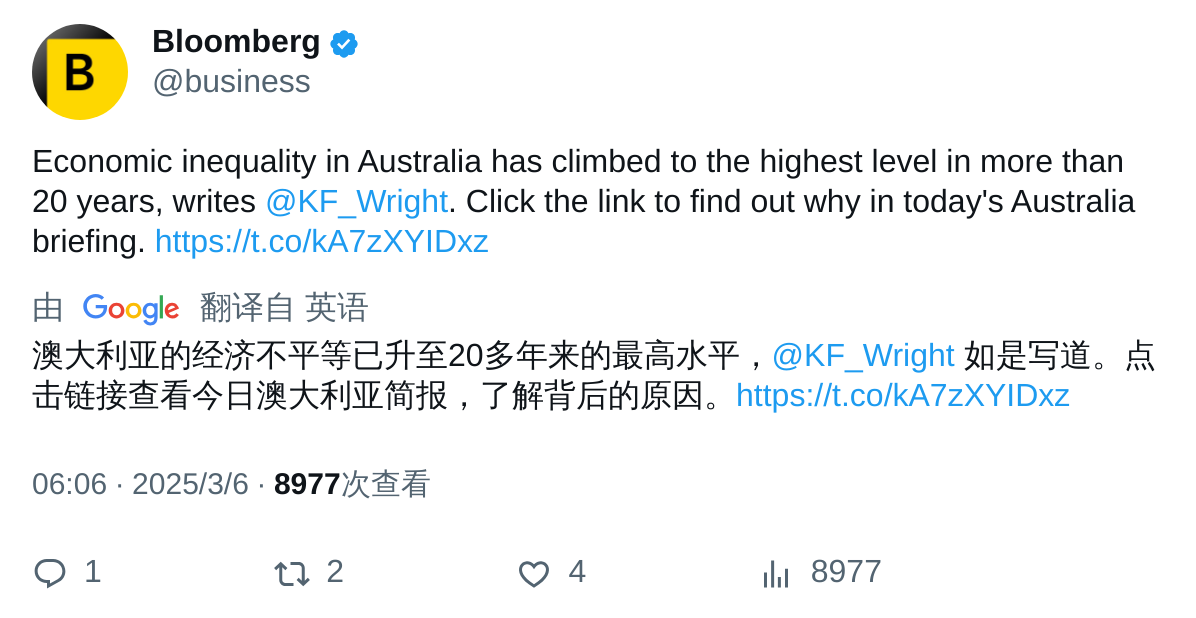 B
Bloomberg
@business
Economic inequality in Australia has climbed to the highest level in more than
20 years, writes @KF_Wright. Click the link to find out why in today's Australia
briefing. https://t.co/kA7zXYIDxz
由 Google 翻译自 英语
澳大利亚的经济不平等已升至20多年来的最高水平，@KF_Wright 如是写道。点
击链接查看今日澳大利亚简报，了解背后的原因。https://t.co/kA7zXYIDxz
06:06 · 2025/3/6 · 8977次查看
1 2 4 8977